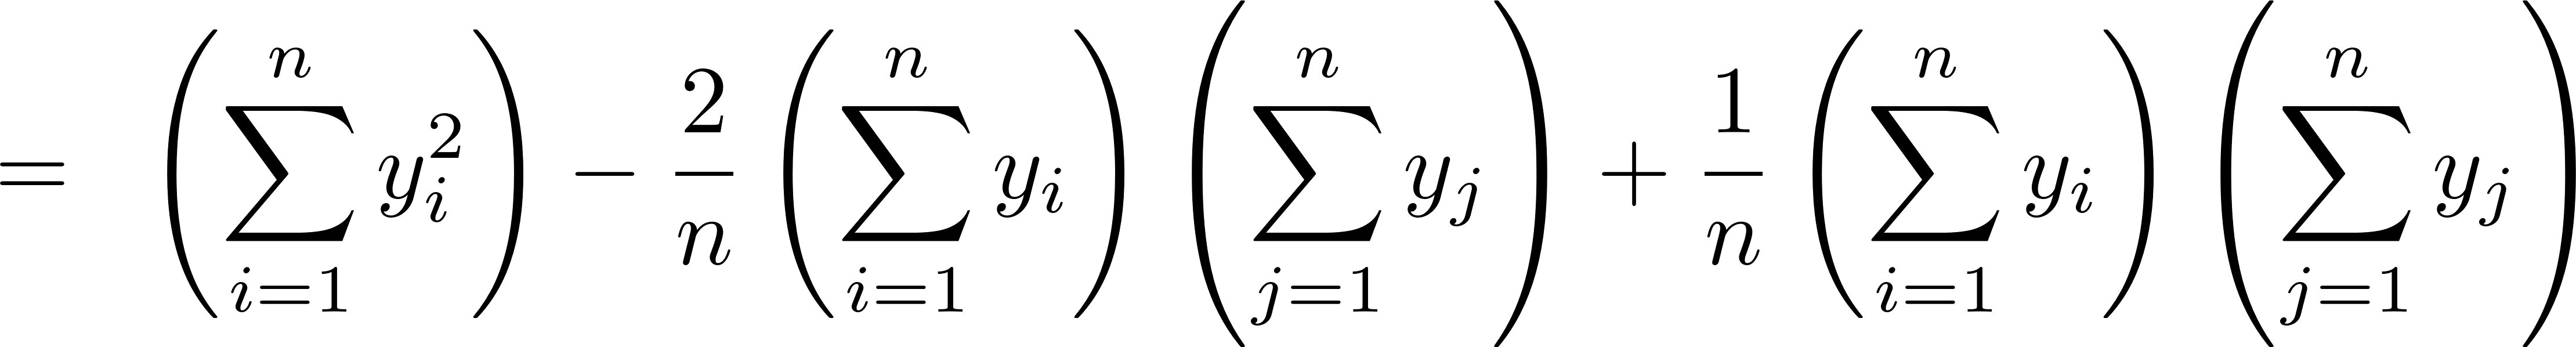 $= \quad \left( \sum_{i=1}^{n} y_i^2 \right) - \frac{2}{n} \left( \sum_{i=1}^{n} y_i \right) \left( \sum_{j=1}^{n} y_j \right) + \frac{1}{n} \left( \sum_{i=1}^{n} y_i \right) \left( \sum_{j=1}^{n} y_j \right)$